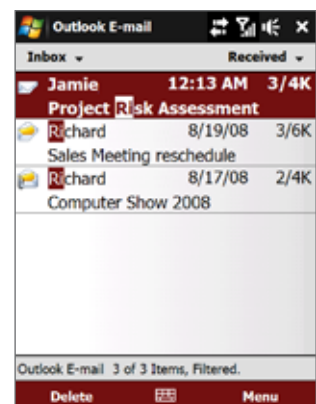 Outlook E-mail
Inbox Received
Jamie 12:13 AM 3/4K
Project Risk Assessment
Richard 8/19/08 3/6K
Sales Meeting reschedule
Richard 8/17/08 2/4K
Computer Show 2008
Outlook E-mail 3 of 3 Items, Filtered.
Delete Menu